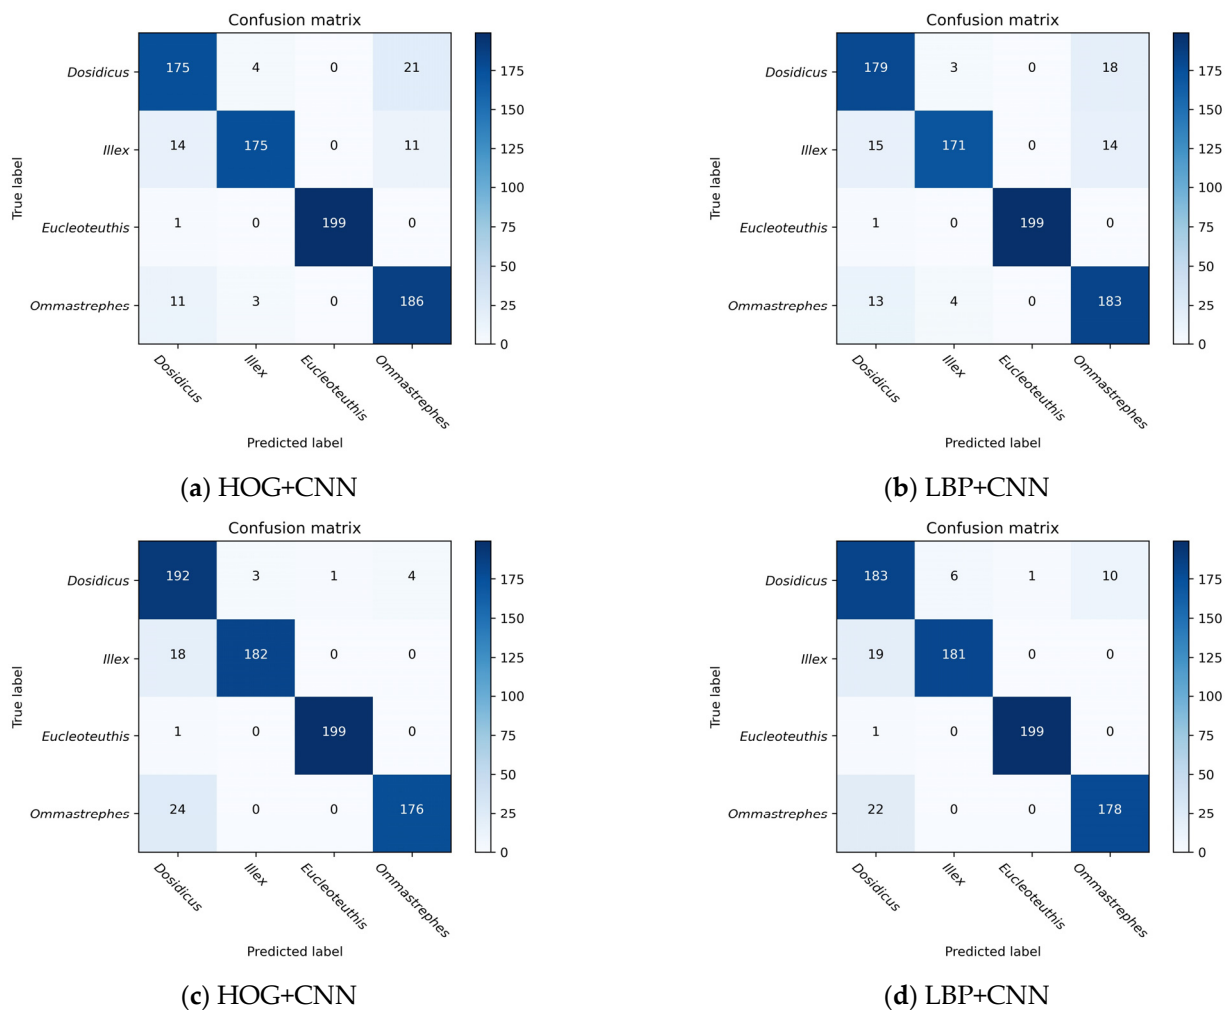 Confusion matrix
Dosidicus 175 4 0 21
Illex 14 175 0 11
Eucleoteuthis 1 0 199 0
Ommastrephes 11 3 0 186
175
150
125
100
75
50
25
0
True label
Dosidicus Illex Eucleoteuthis Ommastrephes
Predicted label
(a) HOG+CNN
Confusion matrix
Dosidicus 179 3 0 18
Illex 15 171 0 14
Eucleoteuthis 1 0 199 0
Ommastrephes 13 4 0 183
175
150
125
100
75
50
25
0
True label
Dosidicus Illex Eucleoteuthis Ommastrephes
Predicted label
(b) LBP+CNN
Confusion matrix
Dosidicus 192 3 1 4
Illex 18 182 0 0
Eucleoteuthis 1 0 199 0
Ommastrephes 24 0 0 176
175
150
125
100
75
50
25
0
True label
Dosidicus Illex Eucleoteuthis Ommastrephes
Predicted label
(c) HOG+CNN
Confusion matrix
Dosidicus 183 6 1 10
Illex 19 181 0 0
Eucleoteuthis 1 0 199 0
Ommastrephes 22 0 0 178
175
150
125
100
75
50
25
0
True label
Dosidicus Illex Eucleoteuthis Ommastrephes
Predicted label
(d) LBP+CNN